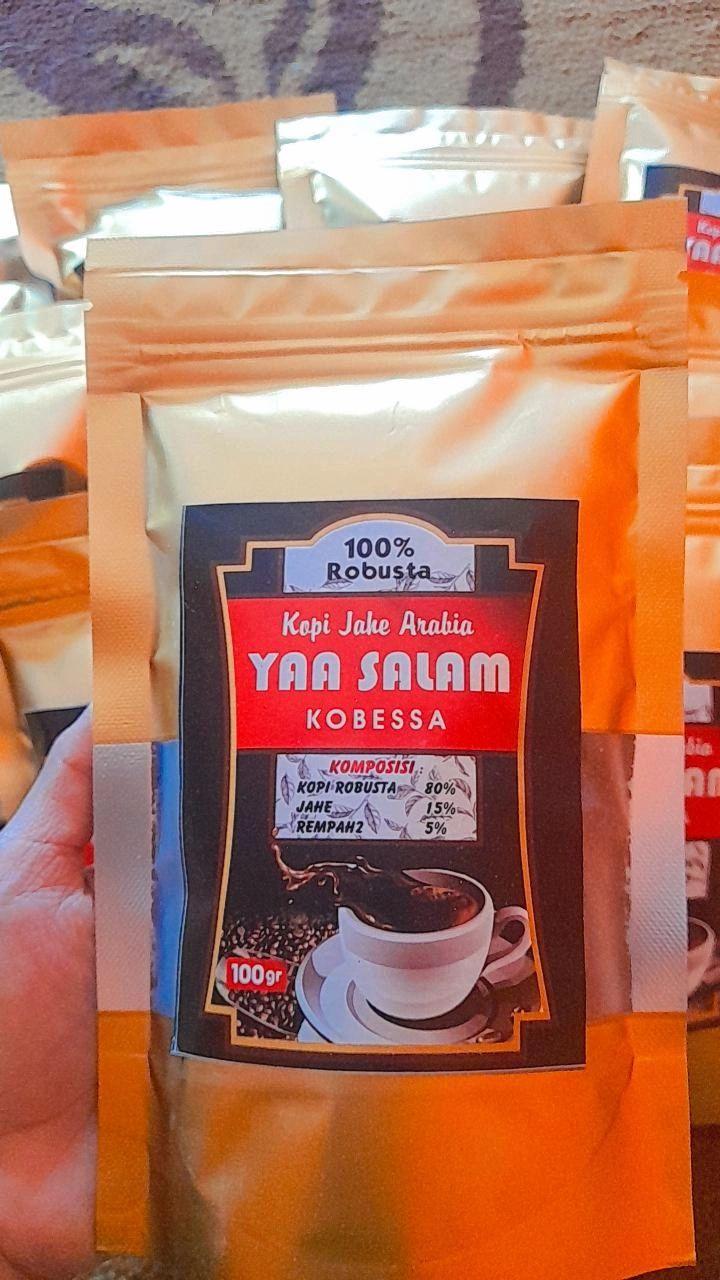 100%
Robusta
Kopi Jahe Arabia
YAA SALAM
KOBESSA
KOMPOSISI :
KOPI ROBUSTA 80%
JAHE 15%
REMPAH2 5%
100gr